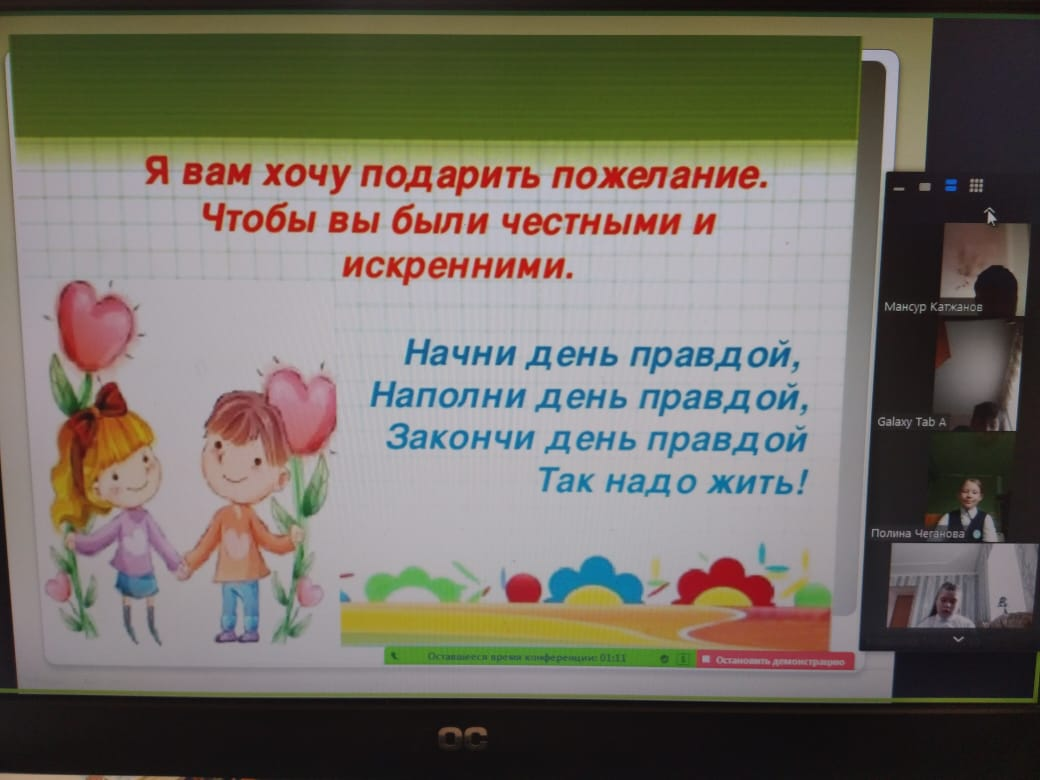 Я вам хочу подарить пожелание.
Чтобы вы были честными и
искренними.
Начни день правдой,
Наполни день правдой,
Закончи день правдой
Так надо жить!
Мансур Катжанов
Galaxy Tab A
Полина Чеганова
Оставшееся время конференции: 01:11
Остановить демонстрацию
OC